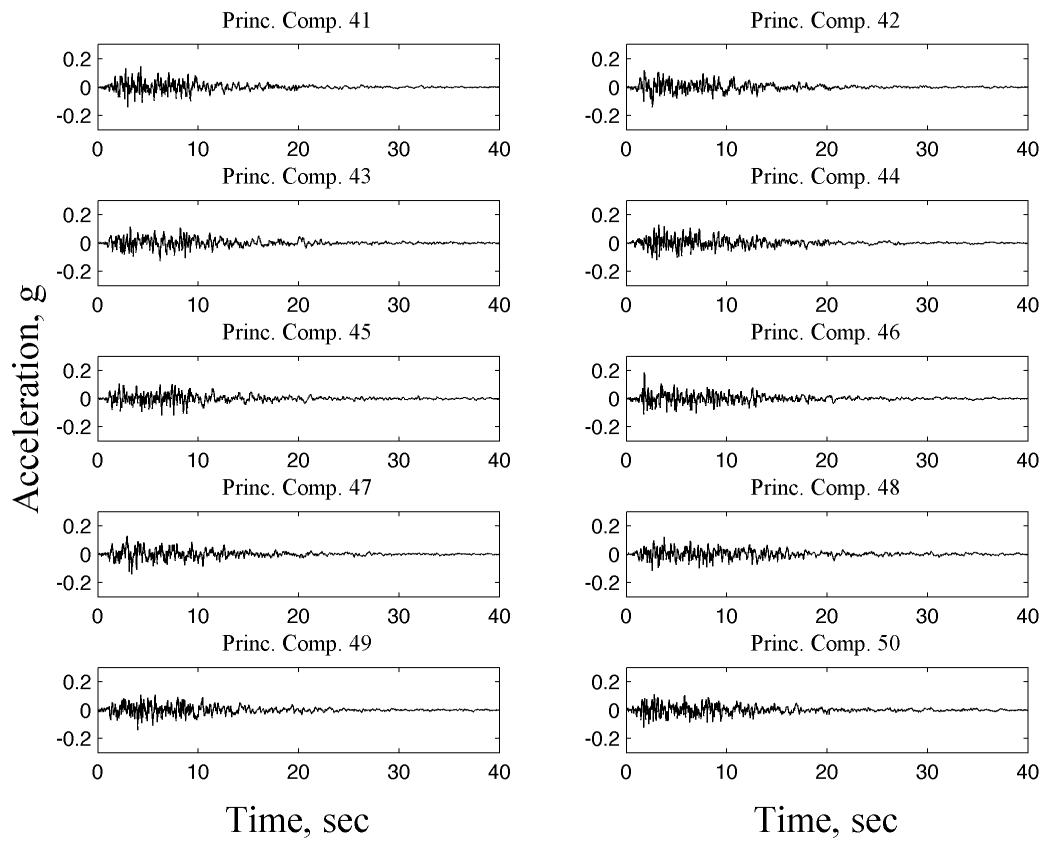 Princ. Comp. 41
Princ. Comp. 42
0.2
0
-0.2
0 10 20 30 40
0.2
0
-0.2
0 10 20 30 40
Princ. Comp. 43
Princ. Comp. 44
0.2
0
-0.2
0 10 20 30 40
0.2
0
-0.2
0 10 20 30 40
Acceleration, g
Princ. Comp. 45
Princ. Comp. 46
0.2
0
-0.2
0 10 20 30 40
0.2
0
-0.2
0 10 20 30 40
Princ. Comp. 47
Princ. Comp. 48
0.2
0
-0.2
0 10 20 30 40
0.2
0
-0.2
0 10 20 30 40
Princ. Comp. 49
Princ. Comp. 50
0.2
0
-0.2
0 10 20 30 40
0.2
0
-0.2
0 10 20 30 40
Time, sec
Time, sec